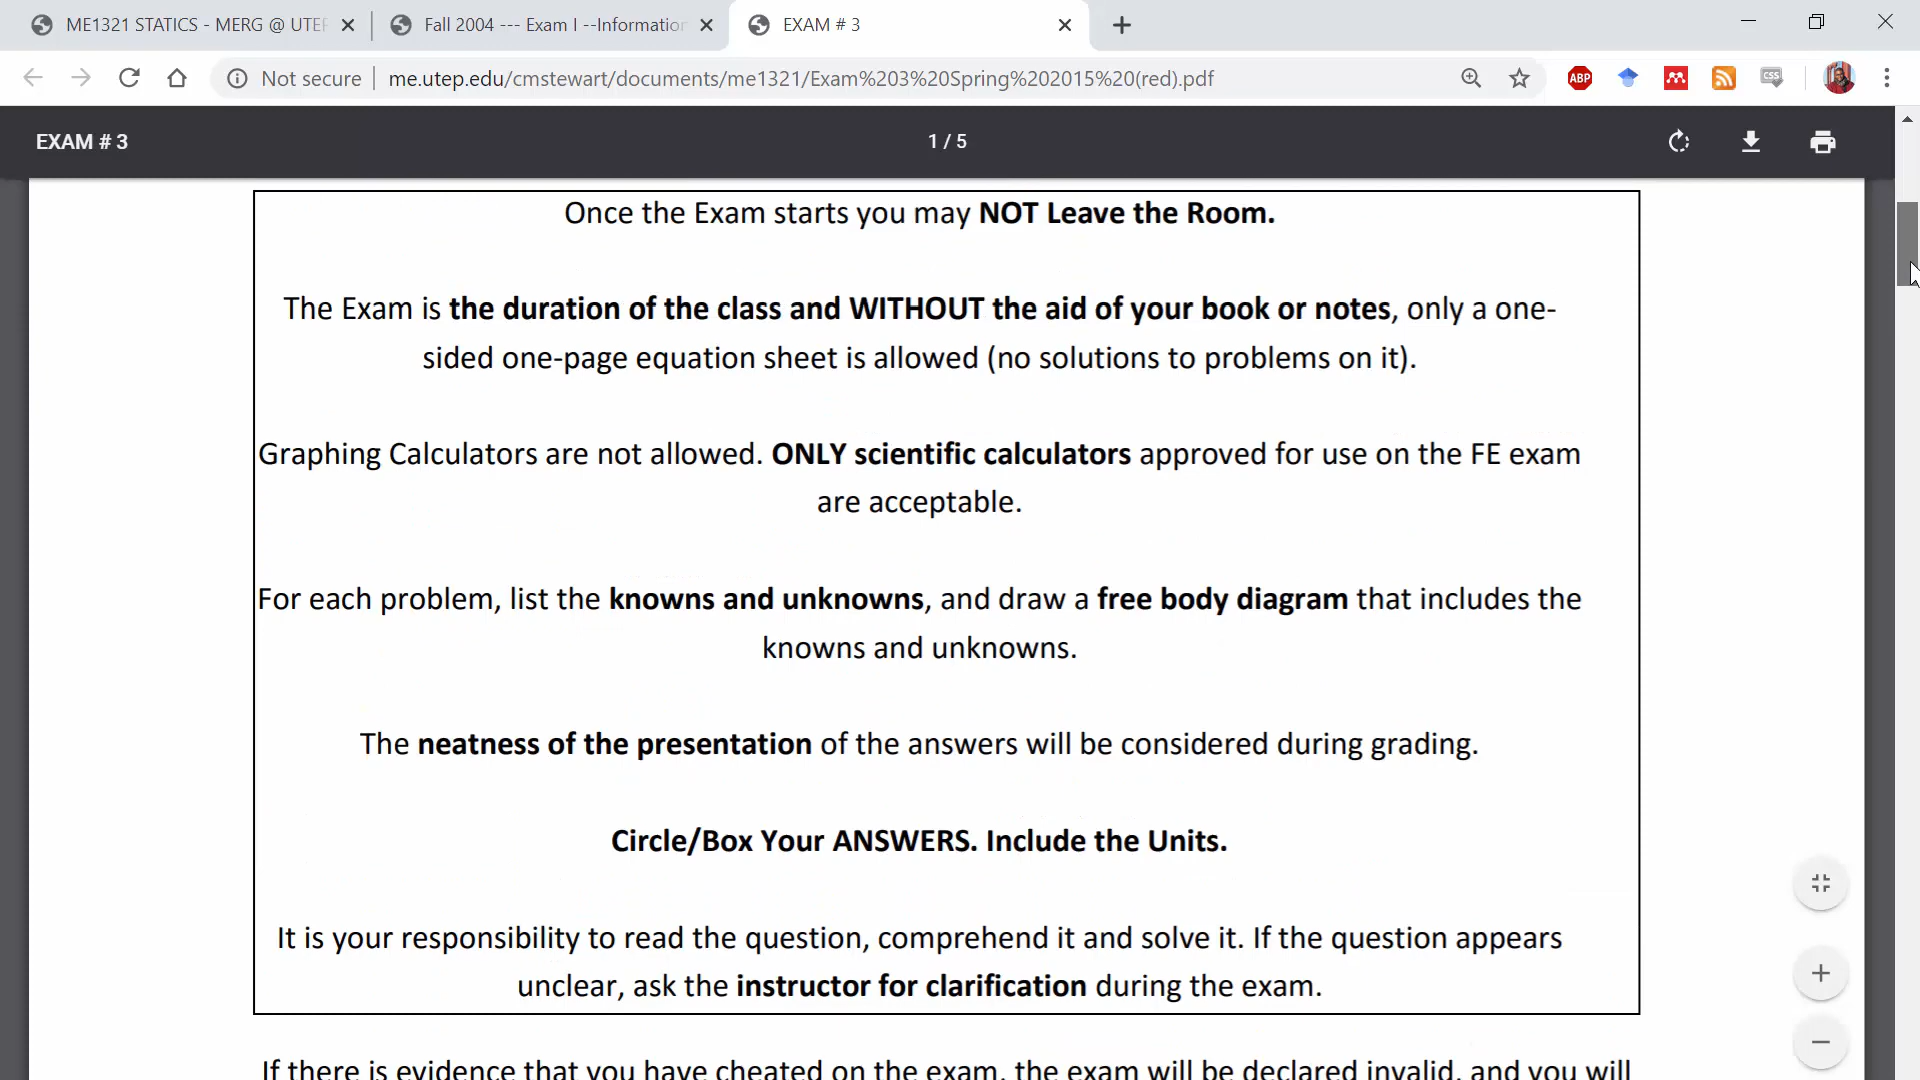 ME1321 STATICS - MERG @ UTEP
Fall 2004 --- Exam I --Information
EXAM # 3
Not secure
me.utep.edu/cmstewart/documents/me1321/Exam%203%20Spring%202015%20(red).pdf
ABP
CSS
EXAM # 3
1 / 5
Once the Exam starts you may NOT Leave the Room.
The Exam is the duration of the class and WITHOUT the aid of your book or notes, only a one-
sided one-page equation sheet is allowed (no solutions to problems on it).
Graphing Calculators are not allowed. ONLY scientific calculators approved for use on the FE exam
are acceptable.
For each problem, list the knowns and unknowns, and draw a free body diagram that includes the
knowns and unknowns.
The neatness of the presentation of the answers will be considered during grading.
Circle/Box Your ANSWERS. Include the Units.
It is your responsibility to read the question, comprehend it and solve it. If the question appears
unclear, ask the instructor for clarification during the exam.
If there is evidence that you have cheated on the exam, the exam will be declared invalid, and you will